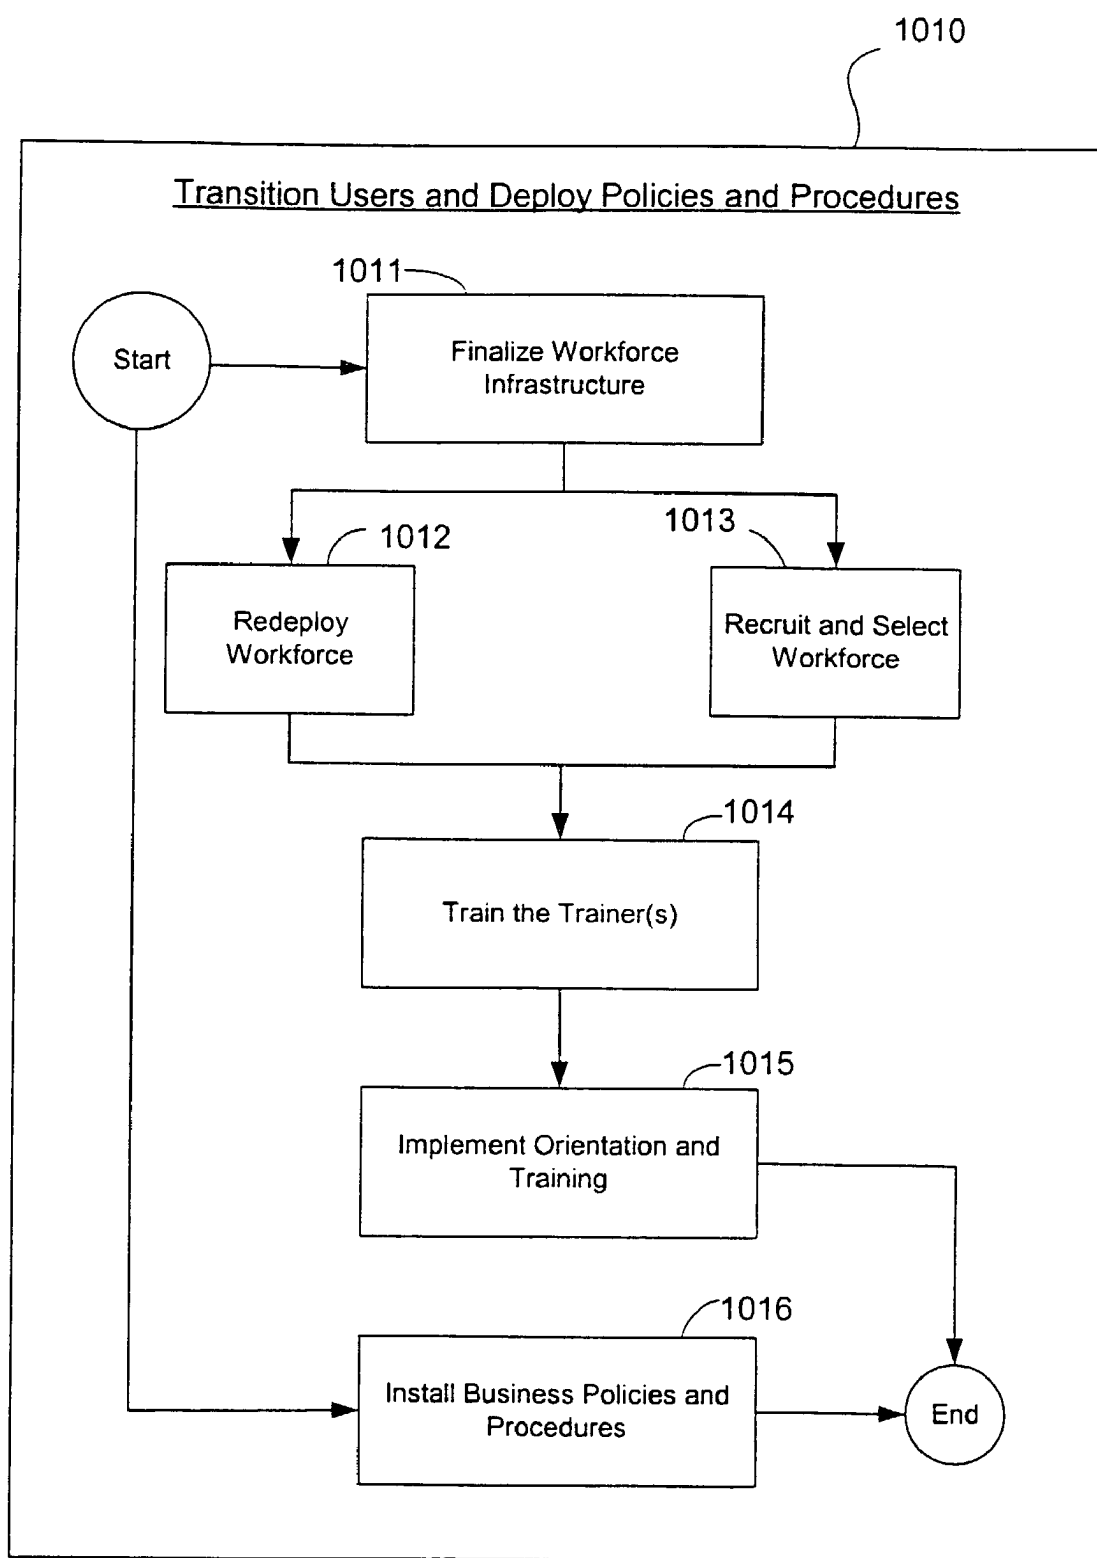 1010
Transition Users and Deploy Policies and Procedures
1011
Start
Finalize Workforce
Infrastructure
1012
1013
Redeploy
Workforce
Recruit and Select
Workforce
1014
Train the Trainer(s)
1015
Implement Orientation and
Training
1016
Install Business Policies and
Procedures
End